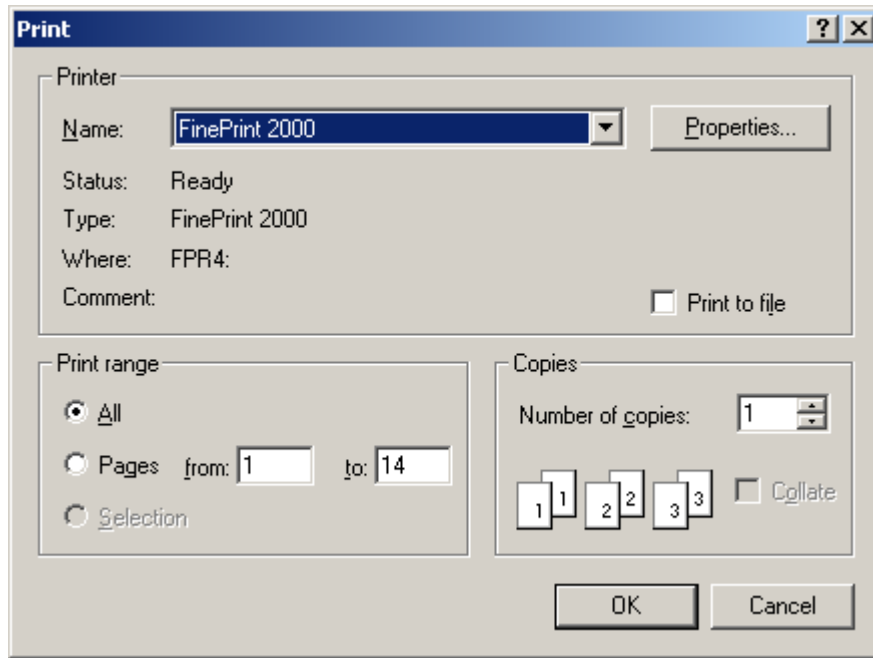 Print
Printer
Name: FinePrint 2000 Properties...
Status: Ready
Type: FinePrint 2000
Where: FPR4:
Comment:
Print to file
Print range
All
Pages from: 1 to: 14
Selection
Copies
Number of copies: 1
1 1 2 2 3 3 Collate
OK Cancel